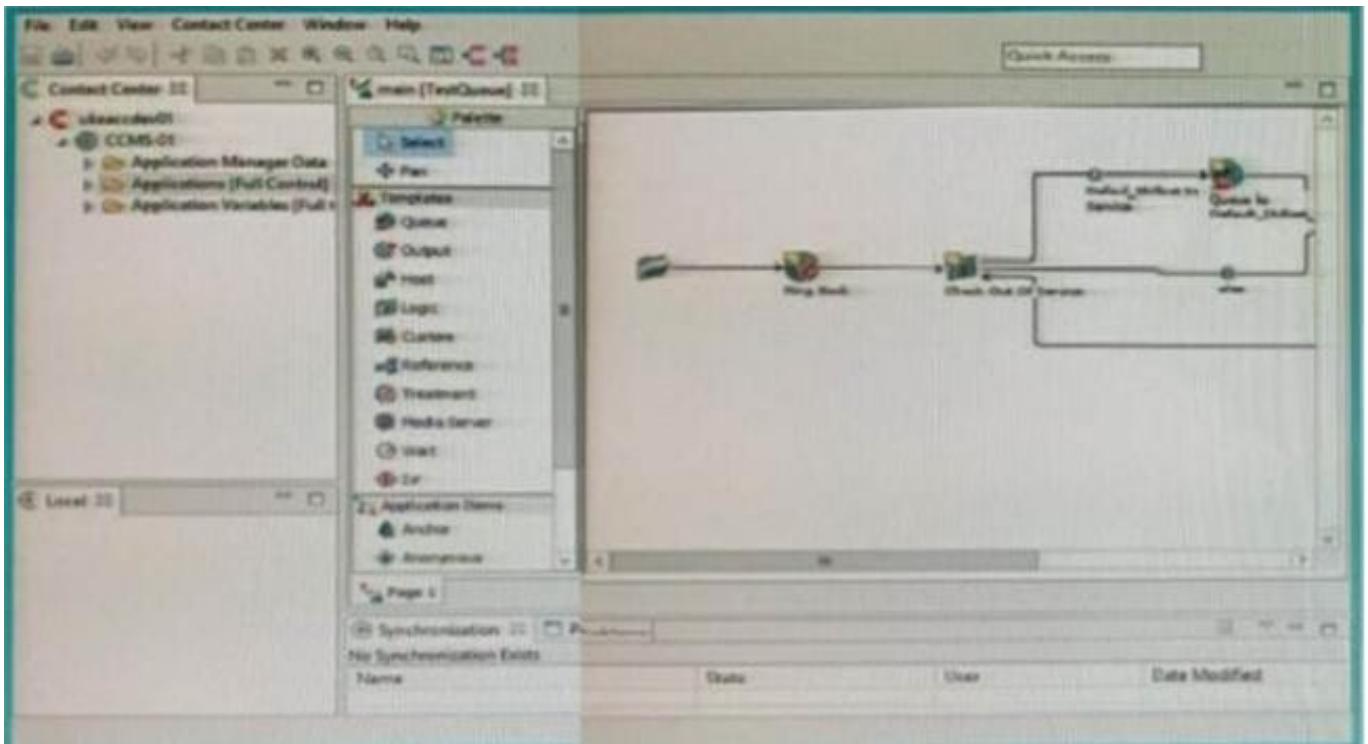 File Edit View Contact Center Window Help
Quick Access
Contact Center
CCMS-01
Application Manager Data
Applications [Full Control]
Application Variables [Full
Local
main [TestQueue]
Palette
Select
Pan
Templates
Queue
Output
Host
Logic
Custom
Reference
Treatment
Media Server
Wait
Application Items
Anchor
Anonymous
Page 1
Ring Back
Check Out Of Service
Service
Queue to
else
Synchronization
No Synchronization Exists
Name State User Date Modified